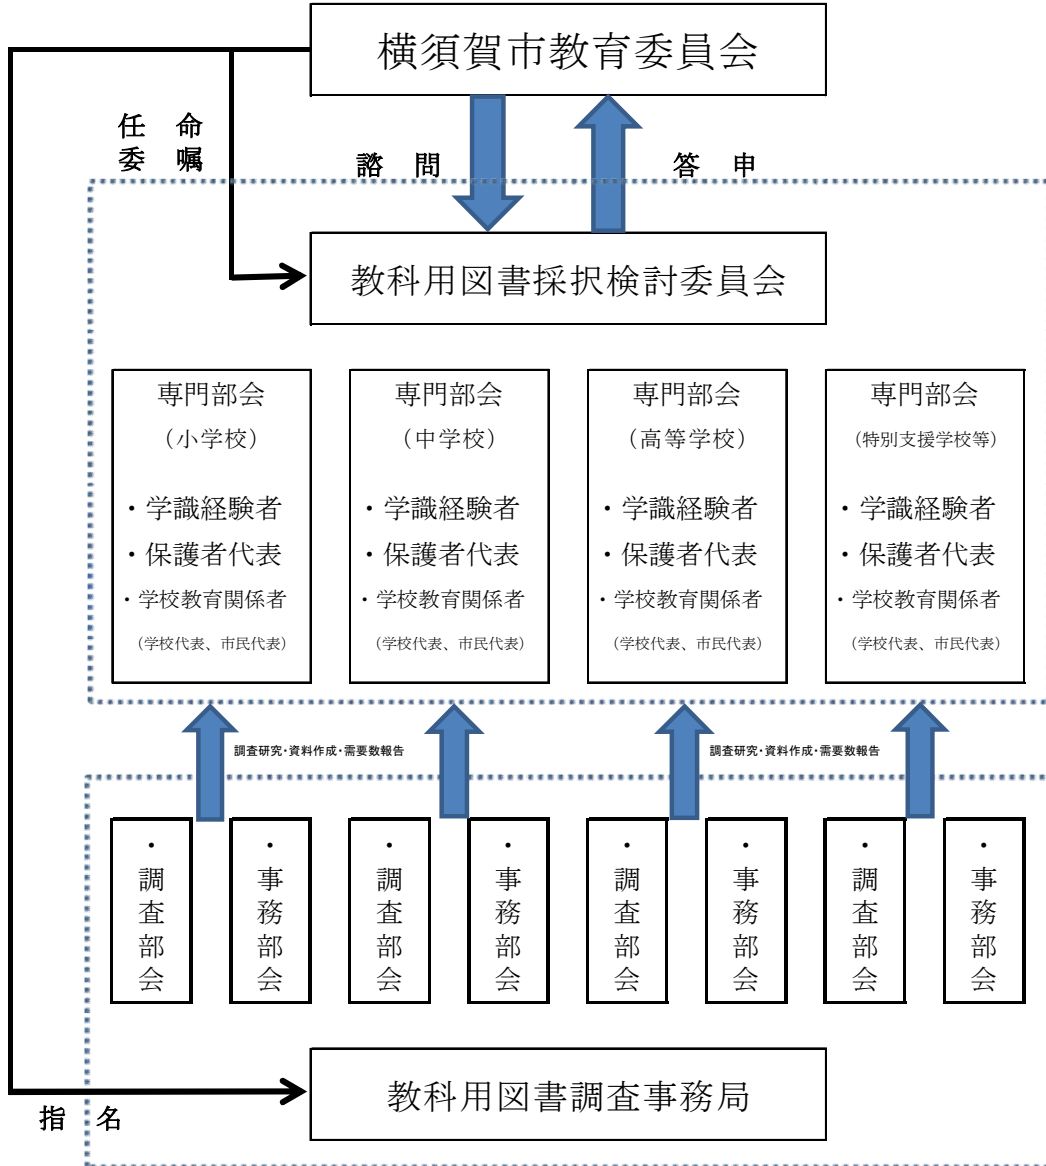 横須賀市教育委員会
任 命
委 嘱
諮 問
答 申
教科用図書採択検討委員会
専門部会
（小学校）
・学識経験者
・保護者代表
・学校教育関係者
（学校代表、市民代表）
専門部会
（中学校）
・学識経験者
・保護者代表
・学校教育関係者
（学校代表、市民代表）
専門部会
（高等学校）
・学識経験者
・保護者代表
・学校教育関係者
（学校代表、市民代表）
専門部会
（特別支援学校等）
・学識経験者
・保護者代表
・学校教育関係者
（学校代表、市民代表）
調査研究・資料作成・需要数報告
調査研究・資料作成・需要数報告
・調査部会
・事務部会
・調査部会
・事務部会
・調査部会
・事務部会
・調査部会
・事務部会
教科用図書調査事務局
指 名